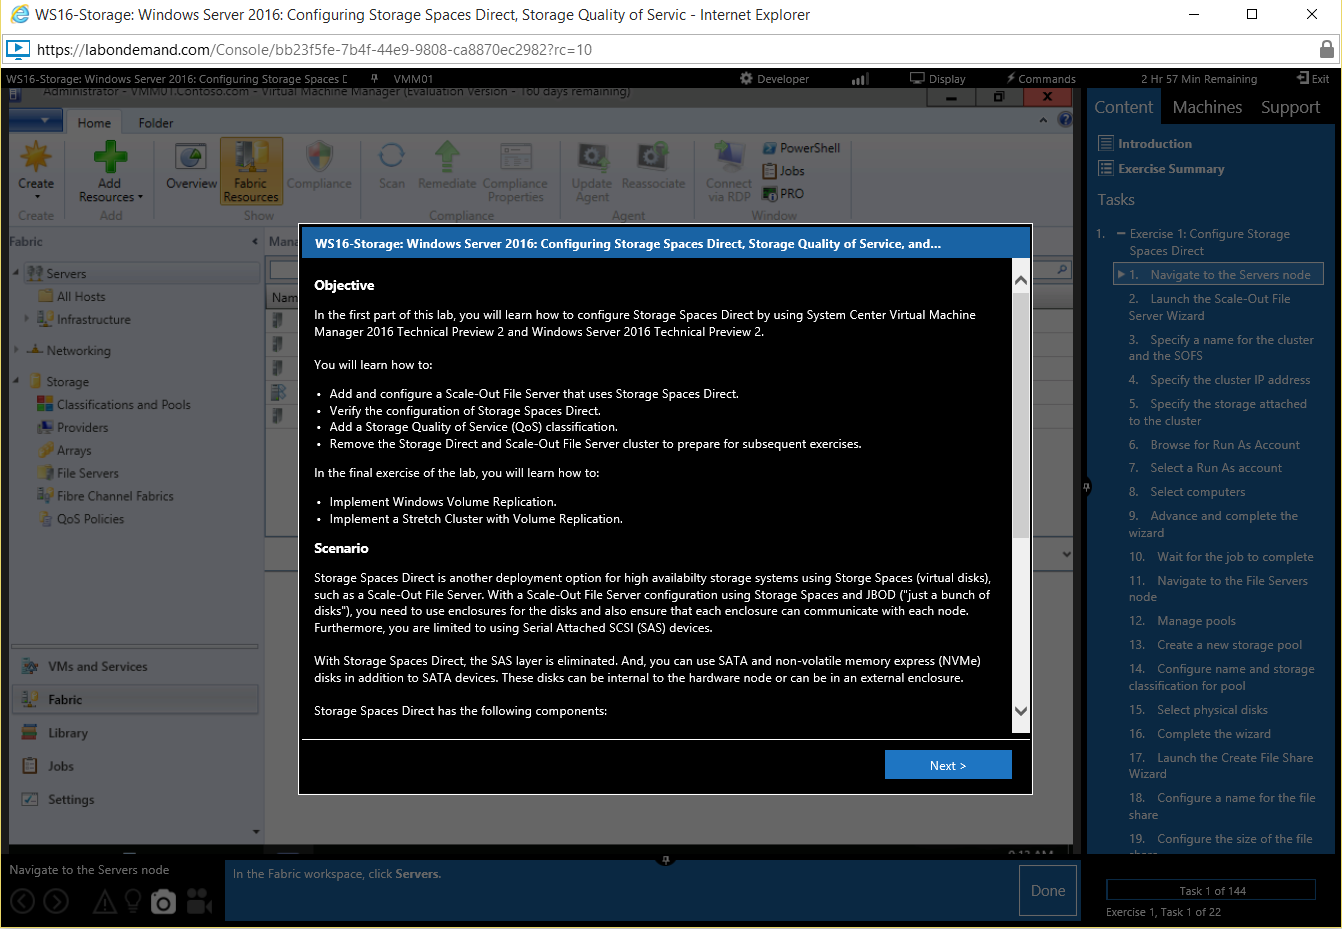 WS16-Storage: Windows Server 2016: Configuring Storage Spaces Direct, Storage Quality of Servic - Internet Explorer
https://labondemand.com/Console/bb23f5fe-7b4f-44e9-9808-ca8870ec2982?rc=10
WS16-Storage: Windows Server 2016: Configuring Storage Spaces D
VMM01
Developer
Display
Commands
2 Hr 57 Min Remaining
Exit
Administrator - VMM01.Contoso.com - Virtual Machine Manager (Evaluation Version - 160 days remaining)
Home
Folder
Create
Add Resources
Overview
Fabric Resources
Compliance
Scan
Remediate
Compliance Properties
Update Agent
Reassociate
Connect via RDP
PowerShell
Jobs
PRO
Create
Add
Show
Compliance
Agent
Window
Fabric
Mana
Nam
Servers
All Hosts
Infrastructure
Networking
Storage
Classifications and Pools
Providers
Arrays
File Servers
Fibre Channel Fabrics
QoS Policies
VMs and Services
Fabric
Library
Jobs
Settings
WS16-Storage: Windows Server 2016: Configuring Storage Spaces Direct, Storage Quality of Service, and...
Objective
In the first part of this lab, you will learn how to configure Storage Spaces Direct by using System Center Virtual Machine
Manager 2016 Technical Preview 2 and Windows Server 2016 Technical Preview 2.
You will learn how to:
• Add and configure a Scale-Out File Server that uses Storage Spaces Direct.
• Verify the configuration of Storage Spaces Direct.
• Add a Storage Quality of Service (QoS) classification.
• Remove the Storage Direct and Scale-Out File Server cluster to prepare for subsequent exercises.
In the final exercise of the lab, you will learn how to:
• Implement Windows Volume Replication.
• Implement a Stretch Cluster with Volume Replication.
Scenario
Storage Spaces Direct is another deployment option for high availabilty storage systems using Storge Spaces (virtual disks),
such as a Scale-Out File Server. With a Scale-Out File Server configuration using Storage Spaces and JBOD ("just a bunch of
disks"), you need to use enclosures for the disks and also ensure that each enclosure can communicate with each node.
Furthermore, you are limited to using Serial Attached SCSI (SAS) devices.
With Storage Spaces Direct, the SAS layer is eliminated. And, you can use SATA and non-volatile memory express (NVMe)
disks in addition to SATA devices. These disks can be internal to the hardware node or can be in an external enclosure.
Storage Spaces Direct has the following components:
Next >
Content
Machines
Support
Introduction
Exercise Summary
Tasks
1. Exercise 1: Configure Storage
Spaces Direct
1. Navigate to the Servers node
2. Launch the Scale-Out File
Server Wizard
3. Specify a name for the cluster
and the SOFS
4. Specify the cluster IP address
5. Specify the storage attached
to the cluster
6. Browse for Run As Account
7. Select a Run As account
8. Select computers
9. Advance and complete the
wizard
10. Wait for the job to complete
11. Navigate to the File Servers
node
12. Manage pools
13. Create a new storage pool
14. Configure name and storage
classification for pool
15. Select physical disks
16. Complete the wizard
17. Launch the Create File Share
Wizard
18. Configure a name for the file
share
19. Configure the size of the file
share
Navigate to the Servers node
In the Fabric workspace, click Servers.
Done
Task 1 of 144
Exercise 1, Task 1 of 22